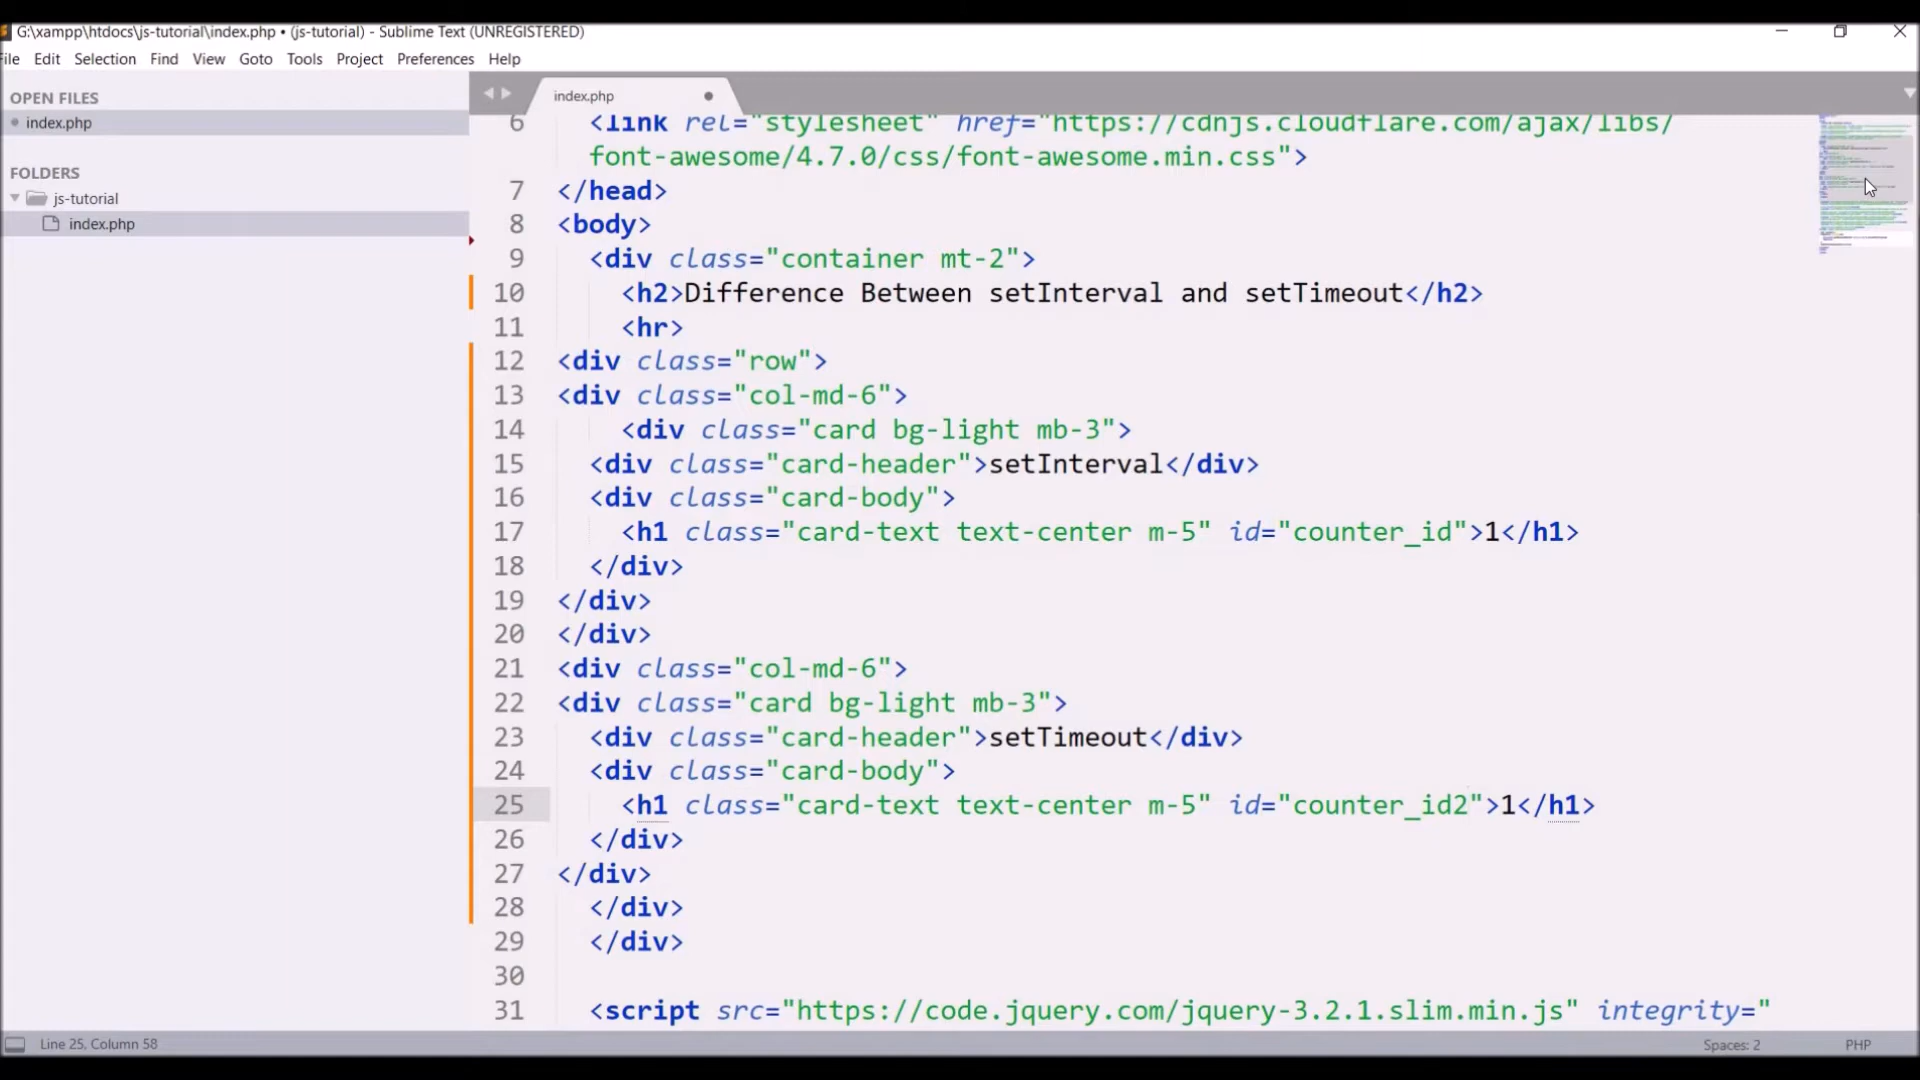 G:\xampp\htdocs\js-tutorial\index.php • (js-tutorial) - Sublime Text (UNREGISTERED)
ile Edit Selection Find View Goto Tools Project Preferences Help
OPEN FILES
index.php
FOLDERS
js-tutorial
index.php
index.php
6 <link rel="stylesheet" href="https://cdnjs.cloudflare.com/ajax/libs/
font-awesome/4.7.0/css/font-awesome.min.css">
7 </head>
8 <body>
9 <div class="container mt-2">
10 <h2>Difference Between setInterval and setTimeout</h2>
11 <hr>
12 <div class="row">
13 <div class="col-md-6">
14 <div class="card bg-light mb-3">
15 <div class="card-header">setInterval</div>
16 <div class="card-body">
17 <h1 class="card-text text-center m-5" id="counter_id">1</h1>
18 </div>
19 </div>
20 </div>
21 <div class="col-md-6">
22 <div class="card bg-light mb-3">
23 <div class="card-header">setTimeout</div>
24 <div class="card-body">
25 <h1 class="card-text text-center m-5" id="counter_id2">1</h1>
26 </div>
27 </div>
28 </div>
29 </div>
30
31 <script src="https://code.jquery.com/jquery-3.2.1.slim.min.js" integrity="
Line 25, Column 58
Spaces: 2
PHP